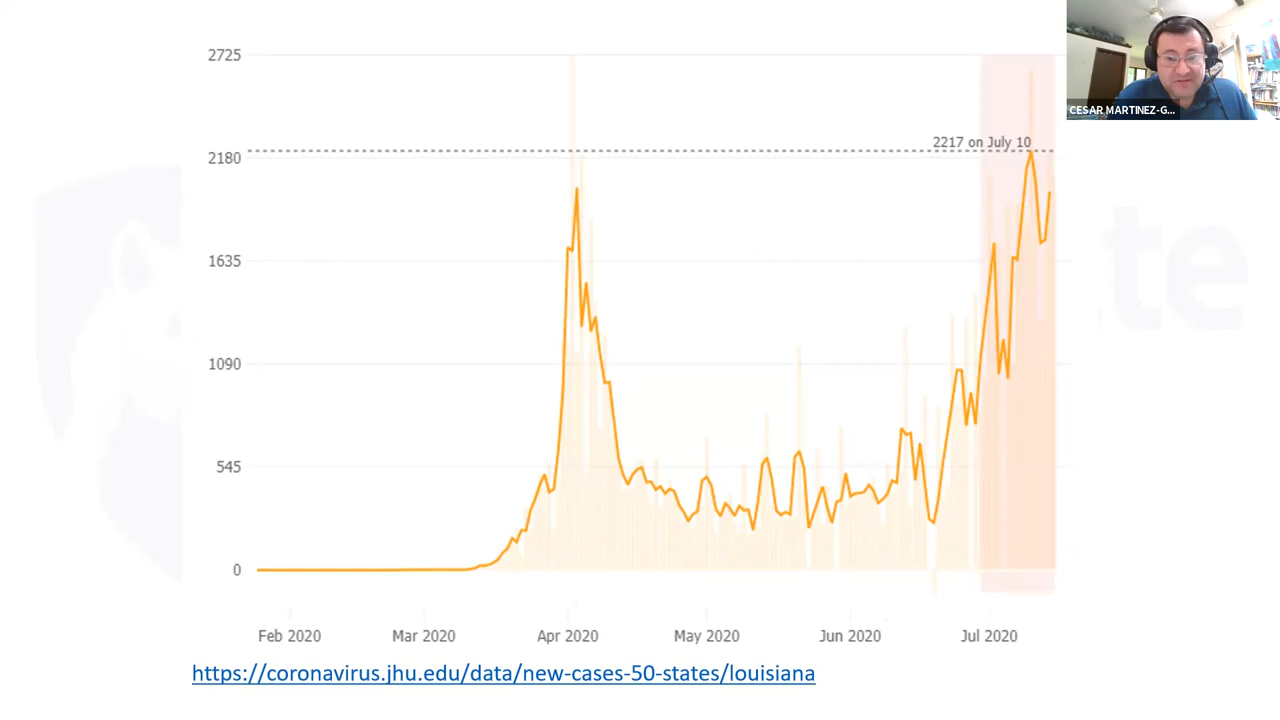 2725
2217 on July 10
2180
1635
1090
545
0
Feb 2020 Mar 2020 Apr 2020 May 2020 Jun 2020 Jul 2020
https://coronavirus.jhu.edu/data/new-cases-50-states/louisiana
CESAR MARTINEZ-G...
te